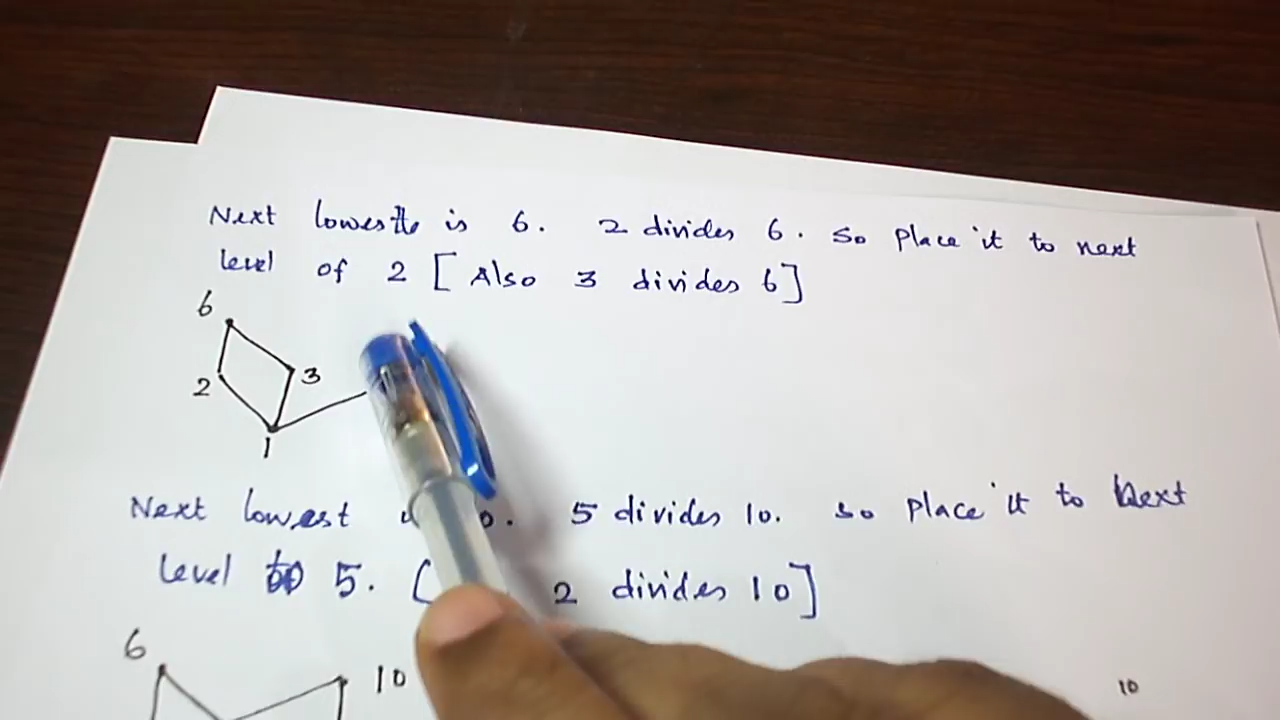 Next lowest is 6. 2 divides 6. so place it to next
level of 2 [Also 3 divides 6]
6
2 3
1
Next lowest 0. 5 divides 10. so place it to next
level to 5. [ 2 divides 10]
6
10
10